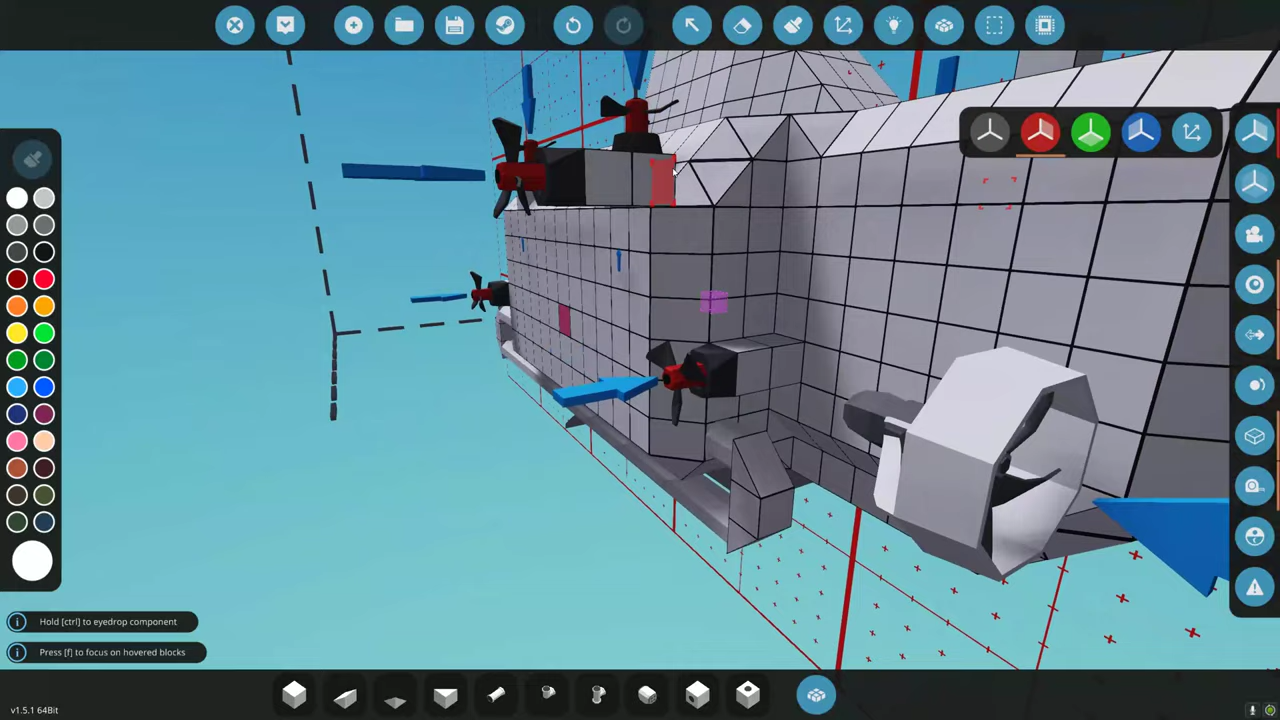 Hold [ctrl] to eyedrop component
Press [f] to focus on hovered blocks
v1.5.1 64Bit